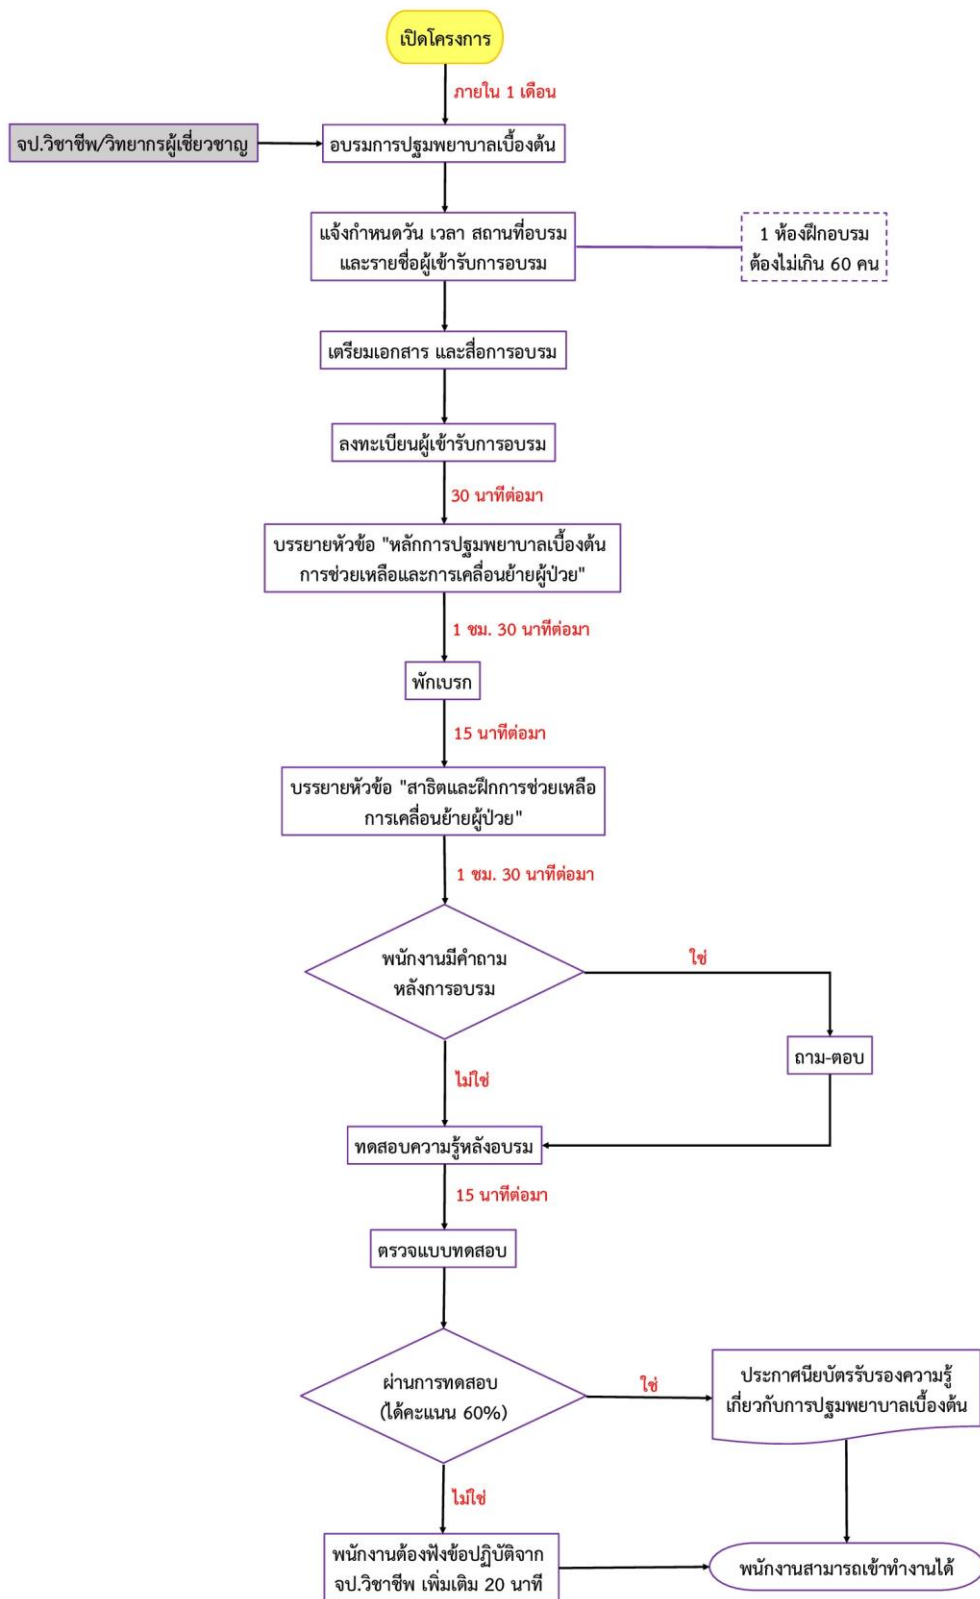 เปิดโครงการ
ภายใน 1 เดือน
จป.วิชาชีพ/วิทยากรผู้เชี่ยวชาญ
อบรมการปฐมพยาบาลเบื้องต้น
แจ้งกำหนดวัน เวลา สถานที่อบรม
และรายชื่อผู้เข้ารับการอบรม
1 ห้องฝึกอบรม
ต้องไม่เกิน 60 คน
เตรียมเอกสาร และสื่อการอบรม
ลงทะเบียนผู้เข้ารับการอบรม
30 นาทีต่อมา
บรรยายหัวข้อ "หลักการปฐมพยาบาลเบื้องต้น
การช่วยเหลือและการเคลื่อนย้ายผู้ป่วย"
1 ชม. 30 นาทีต่อมา
พักเบรก
15 นาทีต่อมา
บรรยายหัวข้อ "สาธิตและฝึกการช่วยเหลือ
การเคลื่อนย้ายผู้ป่วย"
1 ชม. 30 นาทีต่อมา
พนักงานมีคำถาม
หลังการอบรม
ใช่
ถาม-ตอบ
ไม่ใช่
ทดสอบความรู้หลังอบรม
15 นาทีต่อมา
ตรวจแบบทดสอบ
ผ่านการทดสอบ
(ได้คะแนน 60%)
ใช่
ประกาศนียบัตรรับรองความรู้
เกี่ยวกับการปฐมพยาบาลเบื้องต้น
ไม่ใช่
พนักงานต้องฟังข้อปฏิบัติจาก
จป.วิชาชีพ เพิ่มเติม 20 นาที
พนักงานสามารถเข้าทำงานได้